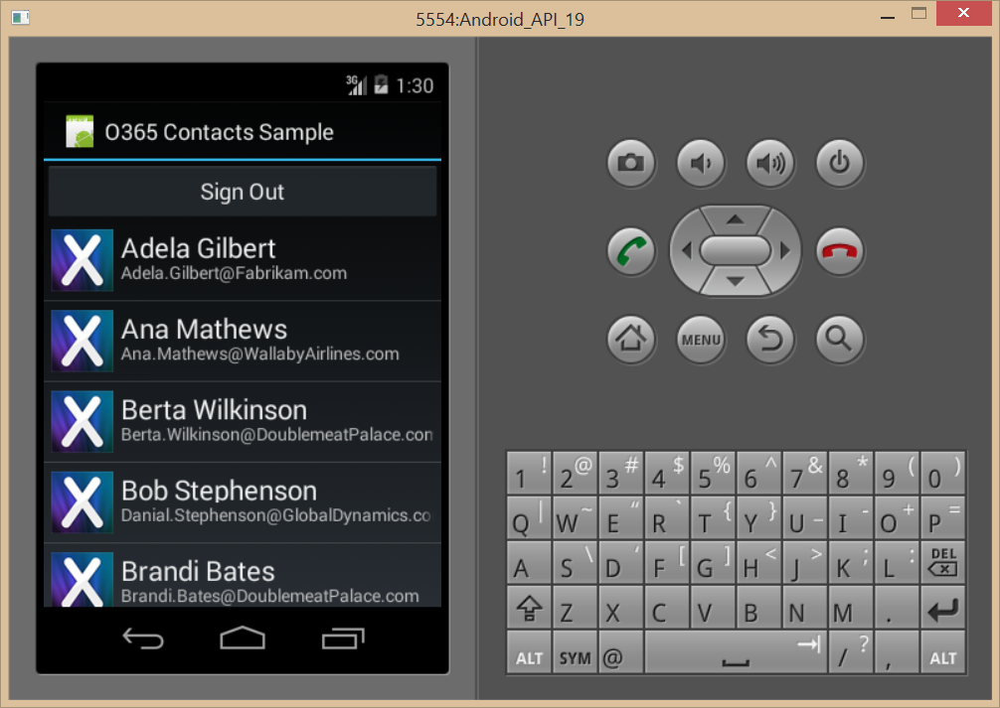 5554:Android_API_19
3G 1:30
O365 Contacts Sample
Sign Out
Adela Gilbert
Adela.Gilbert@Fabrikam.com
Ana Mathews
Ana.Mathews@WallabyAirlines.com
Berta Wilkinson
Berta.Wilkinson@DoublemeatPalace.con
Bob Stephenson
Danial.Stephenson@GlobalDynamics.co
Brandi Bates
Brandi.Bates@DoublemeatPalace.com
MENU
1 ! 2 @ 3 # 4 $ 5 % 6 ^ 7 & 8 * 9 ( 0 )
Q | W ~ E “ R ` T { Y } U _ I - O + P =
A S \ D ‘ F [ G ] H < J > K ; L : DEL
Z X C V B N M .
ALT SYM @ / ? , ALT